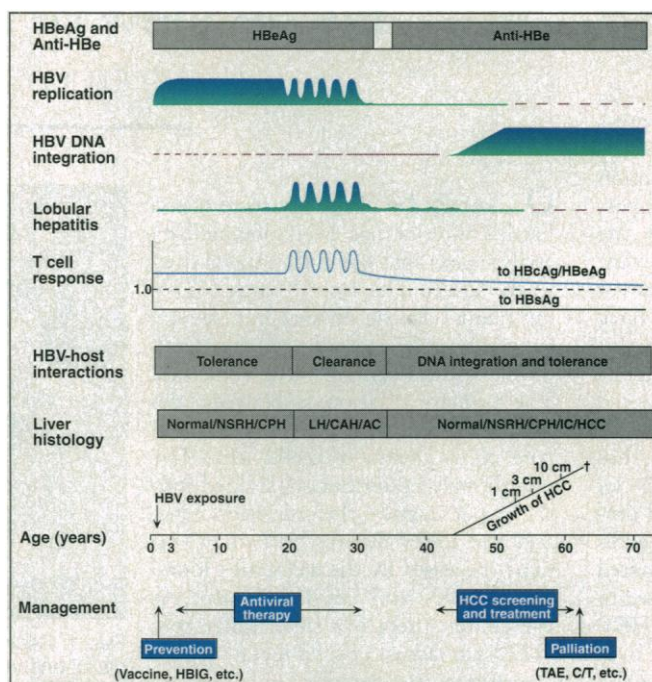 HBeAg and
Anti-HBe
HBeAg
Anti-HBe
HBV
replication
HBV DNA
integration
Lobular
hepatitis
T cell
response
to HBcAg/HBeAg
1.0
to HBsAg
HBV-host
interactions
Tolerance
Clearance
DNA integration and tolerance
Liver
histology
Normal/NSRH/CPH
LH/CAH/AC
Normal/NSRH/CPH/IC/HCC
10 cm †
3 cm
1 cm
Growth of HCC
HBV exposure
Age (years)
0 3 10 20 30 40 50 60 70
Management
Antiviral
therapy
HCC screening
and treatment
Prevention
Palliation
(Vaccine, HBIG, etc.)
(TAE, C/T, etc.)